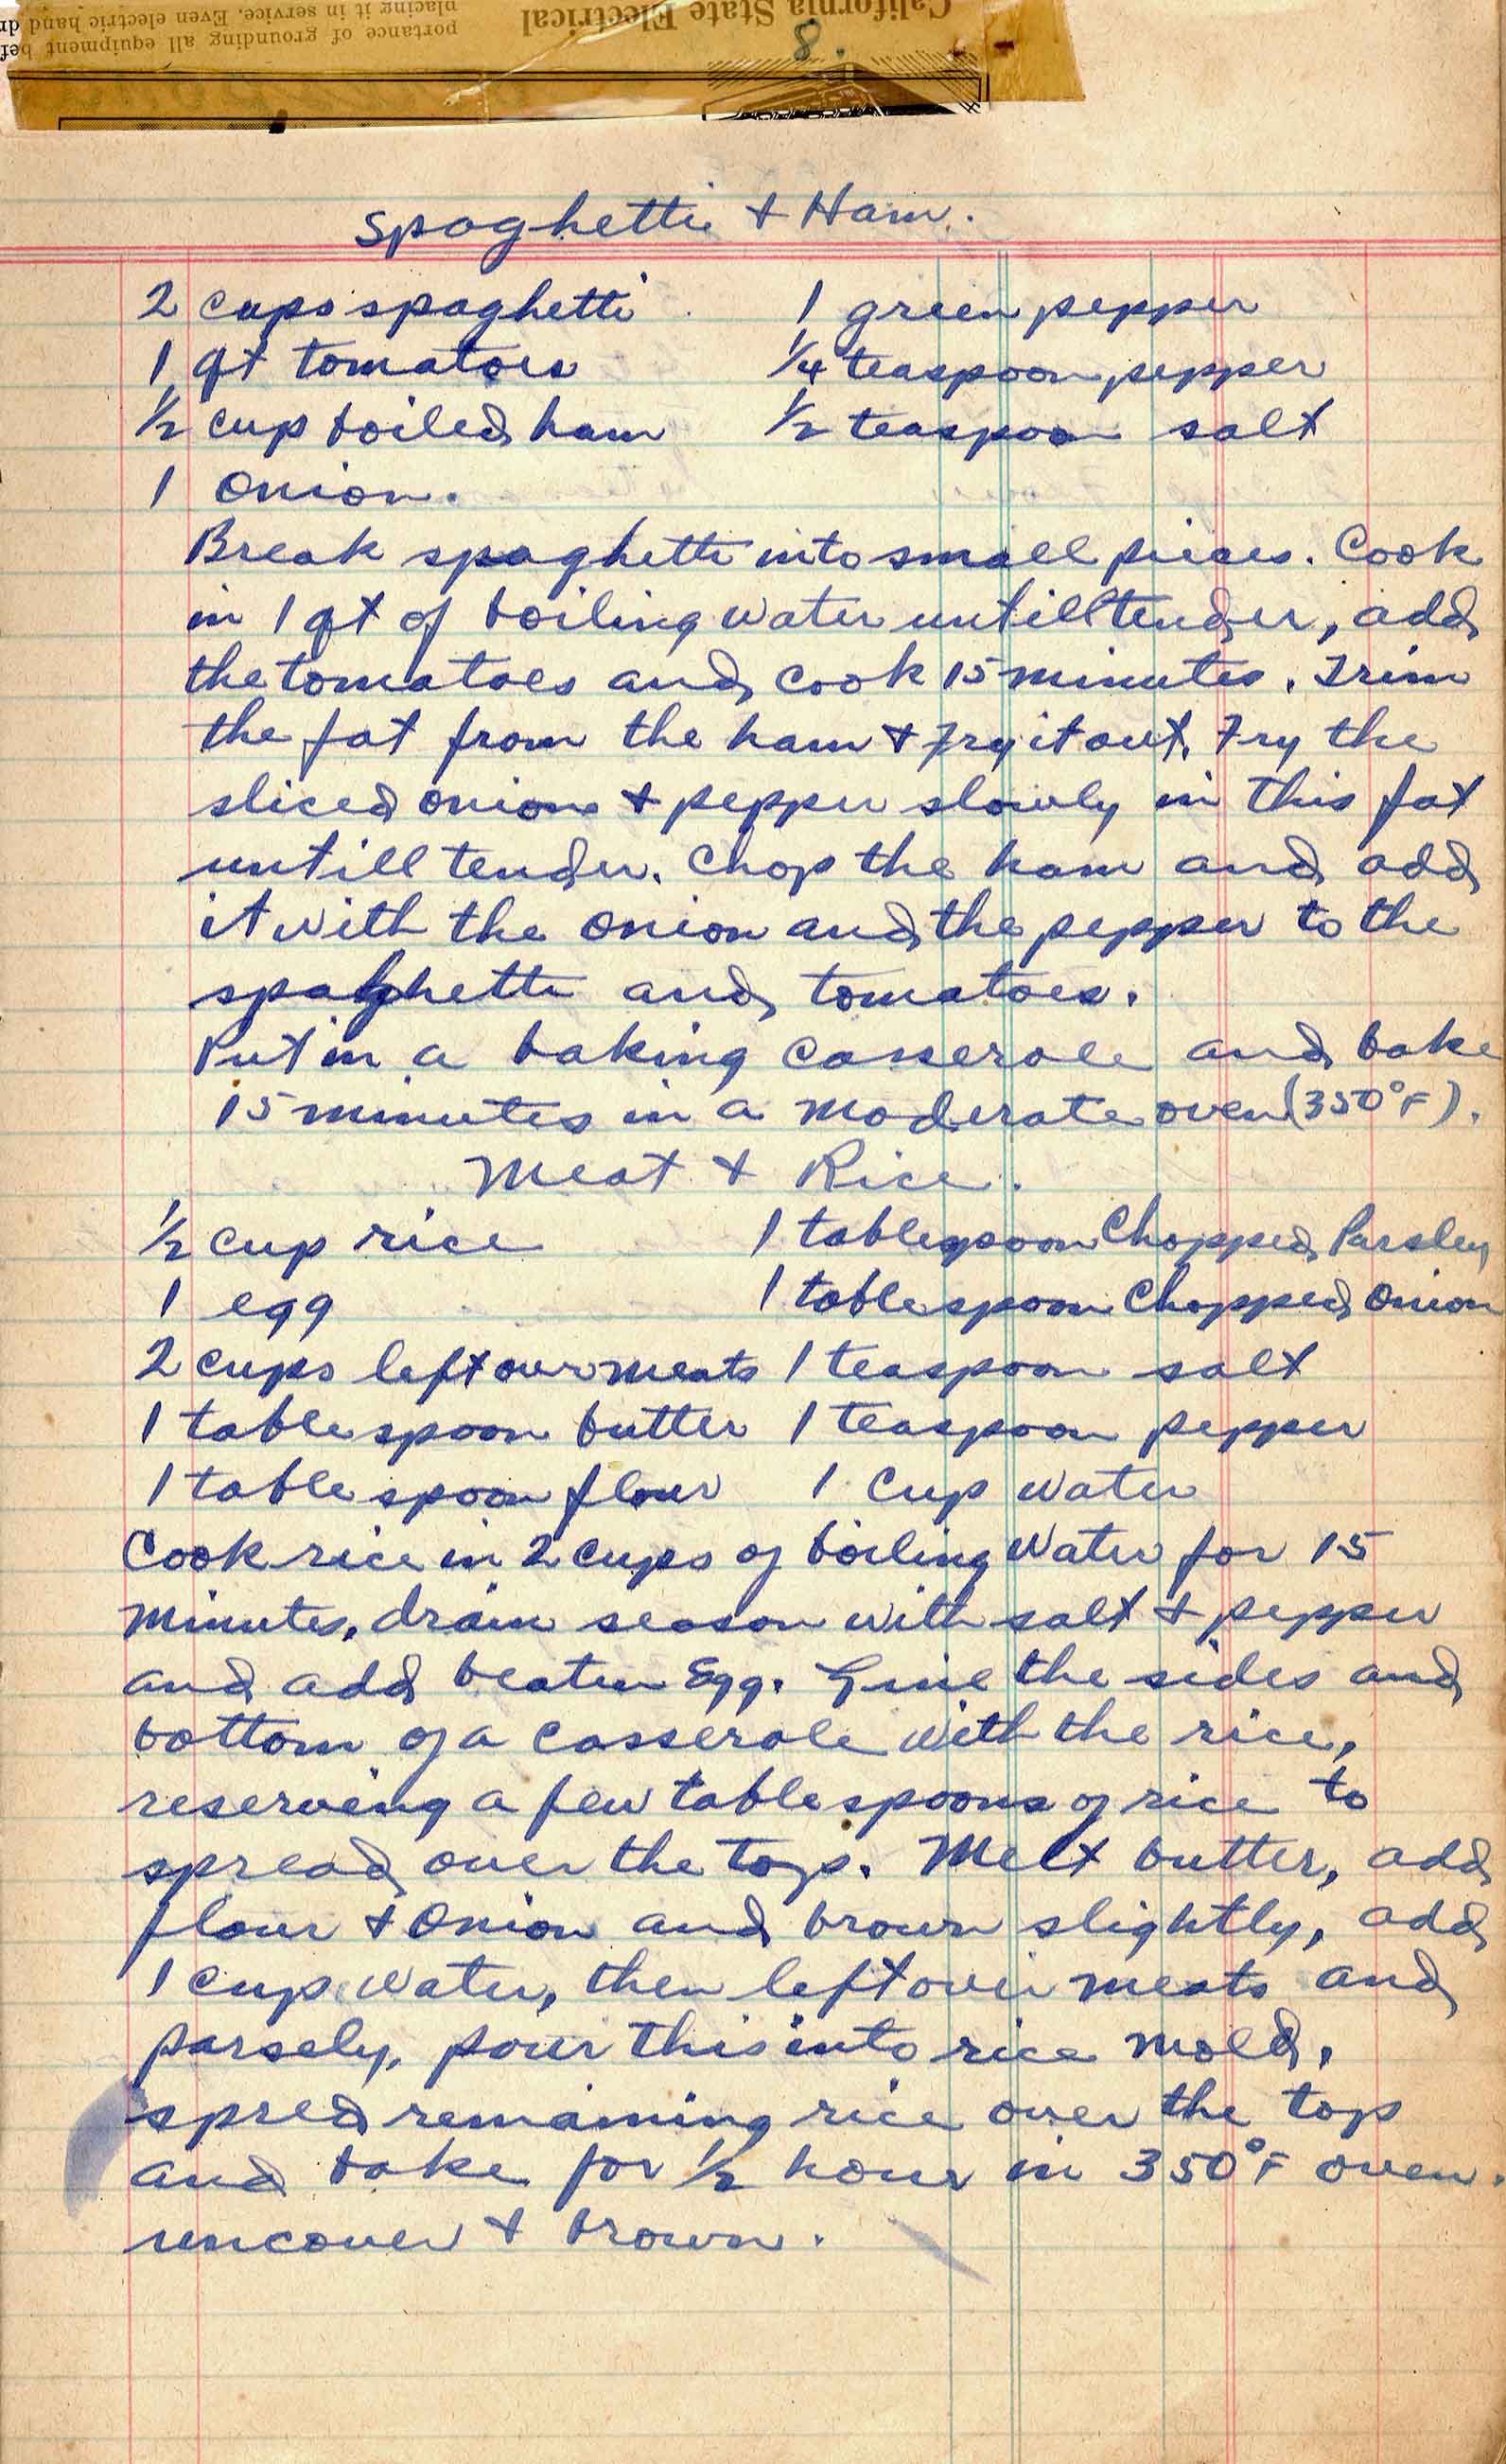 placing it in service. Even electric hand dr
portance of grounding all equipment bef
California State Electrical
8
Spaghetti + Ham.
2 cups spaghetti
1 green pepper
1 qt tomatoes
1/4 teaspoon pepper
1/2 cup boiled ham
1/2 teaspoon salt
1 onion.
Break spaghetti into small pieces. Cook
in 1 qt of boiling water untill tender, add
the tomatoes and cook 15 minutes. Trim
the fat from the ham + Fry it out. Fry the
sliced onions + pepper slowly in this fat
untill tender. Chop the ham and add
it with the onion and the pepper to the
spaghetti and tomatoes.
Put in a baking casserole and bake
15 minutes in a moderate oven (350°F).
Meat + Rice.
1/2 cup rice
1 tablespoon Chopped Parsley
1 egg
1 tablespoon Chopped Onion
2 cups leftover meats
1 teaspoon salt
1 tablespoon butter
1 teaspoon pepper
1 tablespoon flour
1 Cup water
Cook rice in 2 cups of boiling water for 15
minutes, drain season with salt + pepper
and add beaten Egg. Line the sides and
bottom of a casserole with the rice,
reserving a few tablespoons of rice to
spread over the top. Melt butter, add
flour + Onion and brown slightly, add
1 cup water, then leftover meats and
parsely, pour this into rice mold,
spred remaining rice over the top
and bake for 1/2 hour in 350°F oven.
uncover + brown.